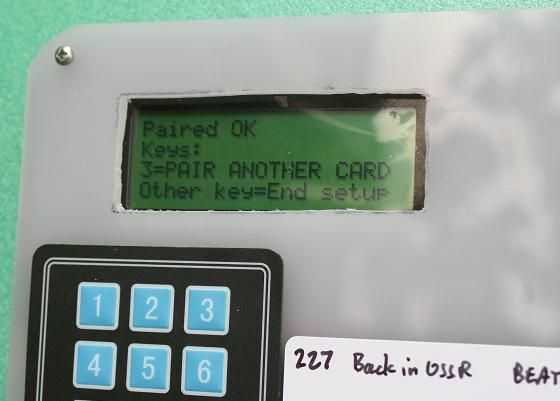 Paired OK
Keys:
3=PAIR ANOTHER CARD
Other key=End setup
1 2 3
4 5 6
227 Back in USSR BEAT